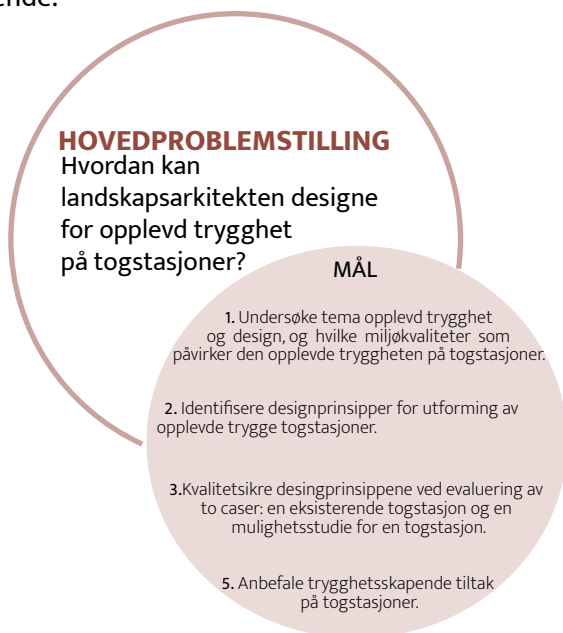 ende.
HOVEDPROBLEMSTILLING
Hvordan kan
landskapsarkitekten designe
for opplevd trygghet
på togstasjoner?
MÅL
1. Undersøke tema opplevd trygghet
og design, og hvilke miljøkvaliteter som
påvirker den opplevde tryggheten på togstasjoner.
2. Identifisere designprinsipper for utforming av
opplevde trygge togstasjoner.
3.Kvalitetsikre desingprinsippene ved evaluering av
to caser: en eksisterende togstasjon og en
mulighetsstudie for en togstasjon.
5. Anbefale trygghetsskapende tiltak
på togstasjoner.